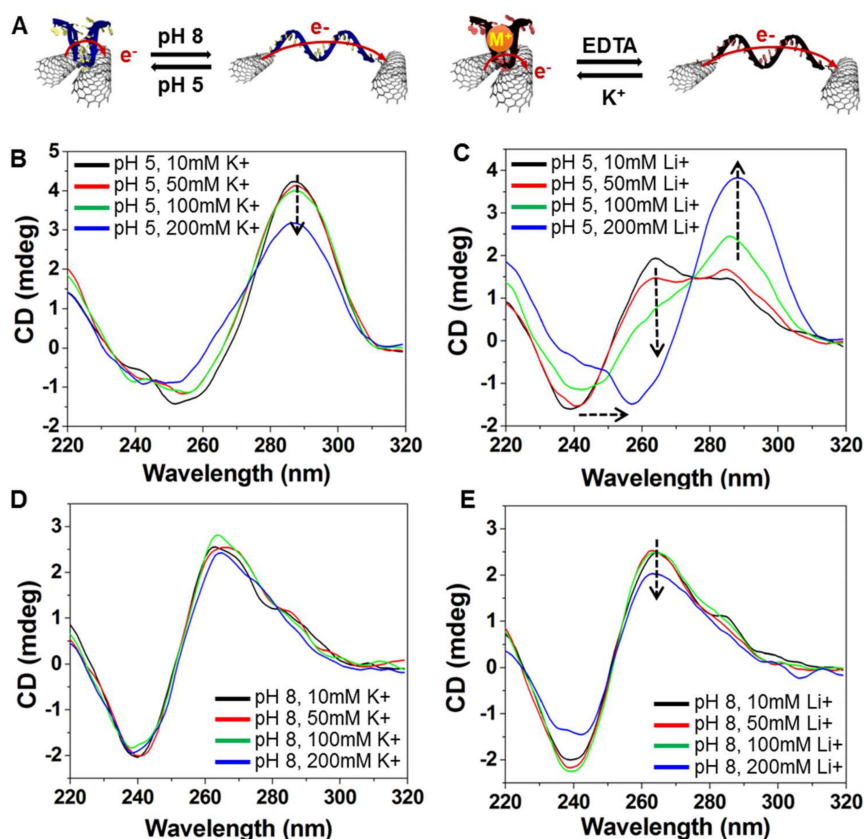 A
pH 8
pH 5
e-
e-
M+
e-
EDTA
K+
e-
B
pH 5, 10mM K+
pH 5, 50mM K+
pH 5, 100mM K+
pH 5, 200mM K+
5
4
3
2
1
0
-1
-2
-3
CD (mdeg)
220 240 260 280 300 320
Wavelength (nm)
C
pH 5, 10mM Li+
pH 5, 50mM Li+
pH 5, 100mM Li+
pH 5, 200mM Li+
4
2
0
-2
CD (mdeg)
220 240 260 280 300 320
Wavelength (nm)
D
3
2
1
0
-1
-2
CD (mdeg)
pH 8, 10mM K+
pH 8, 50mM K+
pH 8, 100mM K+
pH 8, 200mM K+
220 240 260 280 300 320
Wavelength (nm)
E
3
2
1
0
-1
-2
CD (mdeg)
pH 8, 10mM Li+
pH 8, 50mM Li+
pH 8, 100mM Li+
pH 8, 200mM Li+
220 240 260 280 300 320
Wavelength (nm)